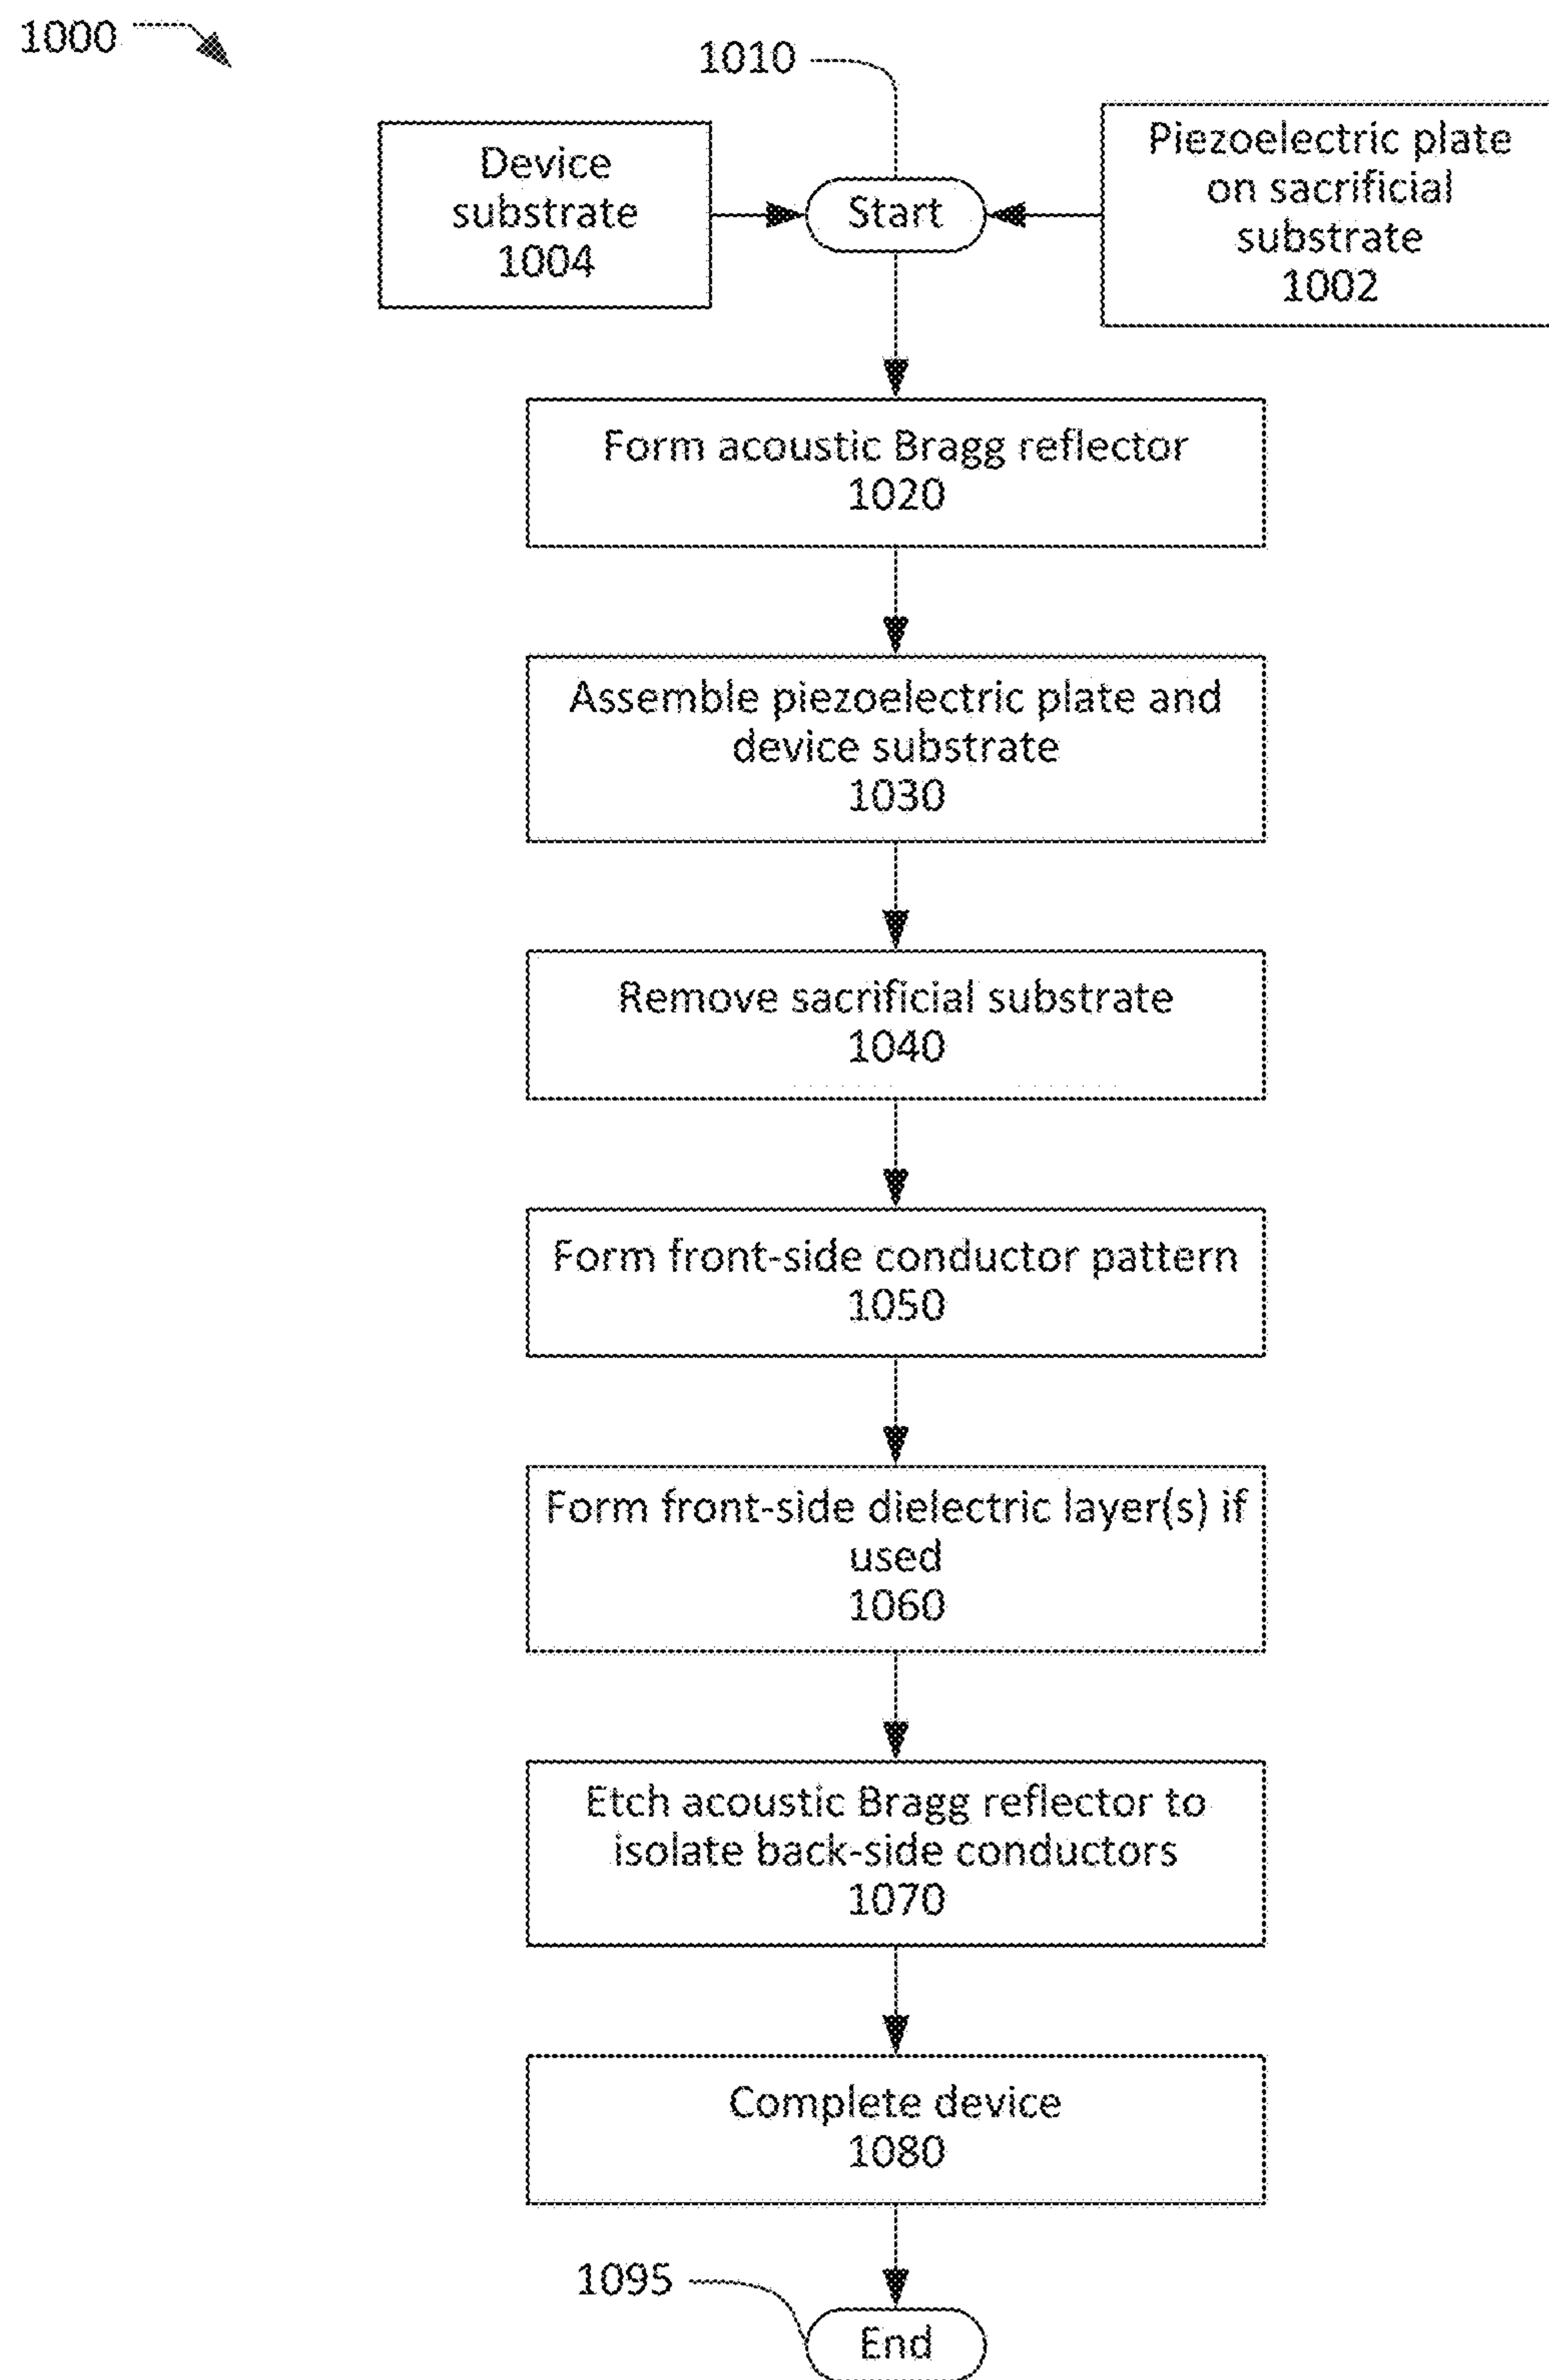 1000
1010
Device
substrate
1004
Start
Piezoelectric plate
on sacrificial
substrate
1002
Form acoustic Bragg reflector
1020
Assemble piezoelectric plate and
device substrate
1030
Remove sacrificial substrate
1040
Form front-side conductor pattern
1050
Form front-side dielectric layer(s) if
used
1060
Etch acoustic Bragg reflector to
isolate back-side conductors
1070
Complete device
1080
1095
End